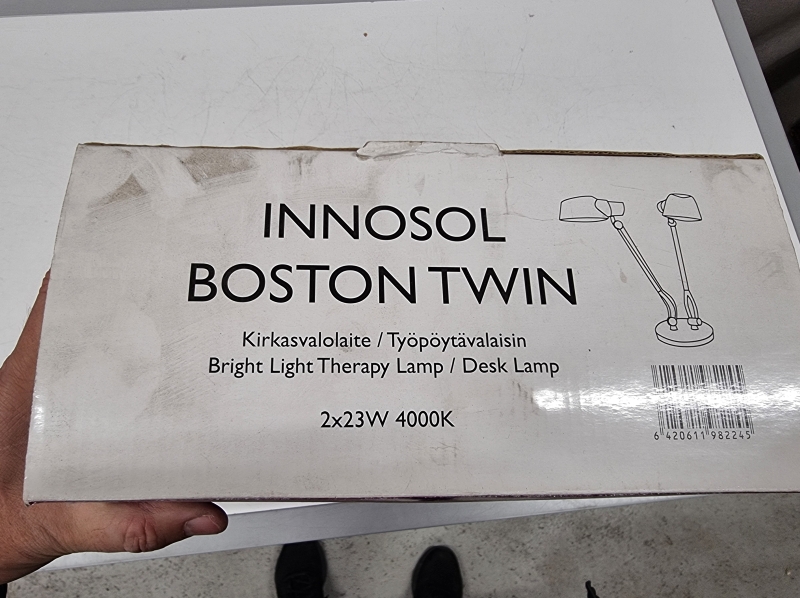 INNOSOL
BOSTON TWIN
Kirkasvalolaite / Työpöytävalaisin
Bright Light Therapy Lamp / Desk Lamp
2x23W 4000K
6 420611 982245